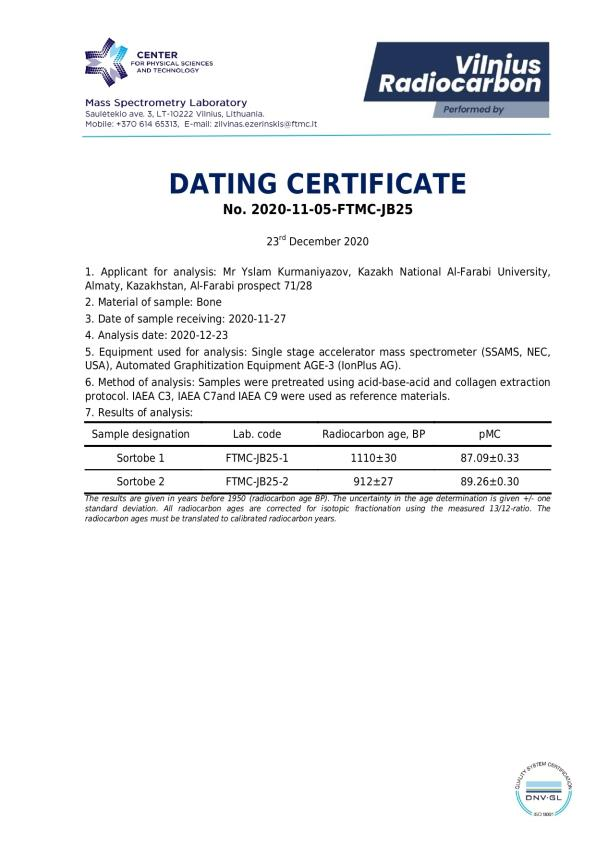 CENTER
FOR PHYSICAL SCIENCES
AND TECHNOLOGY
Vilnius
Radiocarbon
Performed by
Mass Spectrometry Laboratory
Saulėtekio ave. 3, LT-10222 Vilnius, Lithuania.
Mobile: +370 614 65313, E-mail: zilvinas.ezerinskis@ftmc.lt
DATING CERTIFICATE
No. 2020-11-05-FTMC-JB25
23rd December 2020
1. Applicant for analysis: Mr Yslam Kurmaniyazov, Kazakh National Al-Farabi University,
Almaty, Kazakhstan, Al-Farabi prospect 71/28
2. Material of sample: Bone
3. Date of sample receiving: 2020-11-27
4. Analysis date: 2020-12-23
5. Equipment used for analysis: Single stage accelerator mass spectrometer (SSAMS, NEC,
USA), Automated Graphitization Equipment AGE-3 (IonPlus AG).
6. Method of analysis: Samples were pretreated using acid-base-acid and collagen extraction
protocol. IAEA C3, IAEA C7and IAEA C9 were used as reference materials.
7. Results of analysis:
Sample designation Lab. code Radiocarbon age, BP pMC
Sortobe 1 FTMC-JB25-1 1110±30 87.09±0.33
Sortobe 2 FTMC-JB25-2 912±27 89.26±0.30
The results are given in years before 1950 (radiocarbon age BP). The uncertainty in the age determination is given +/- one
standard deviation. All radiocarbon ages are corrected for isotopic fractionation using the measured 13/12-ratio. The
radiocarbon ages must be translated to calibrated radiocarbon years.
QUALITY SYSTEM CERTIFICATION
DNV·GL
ISO 9001